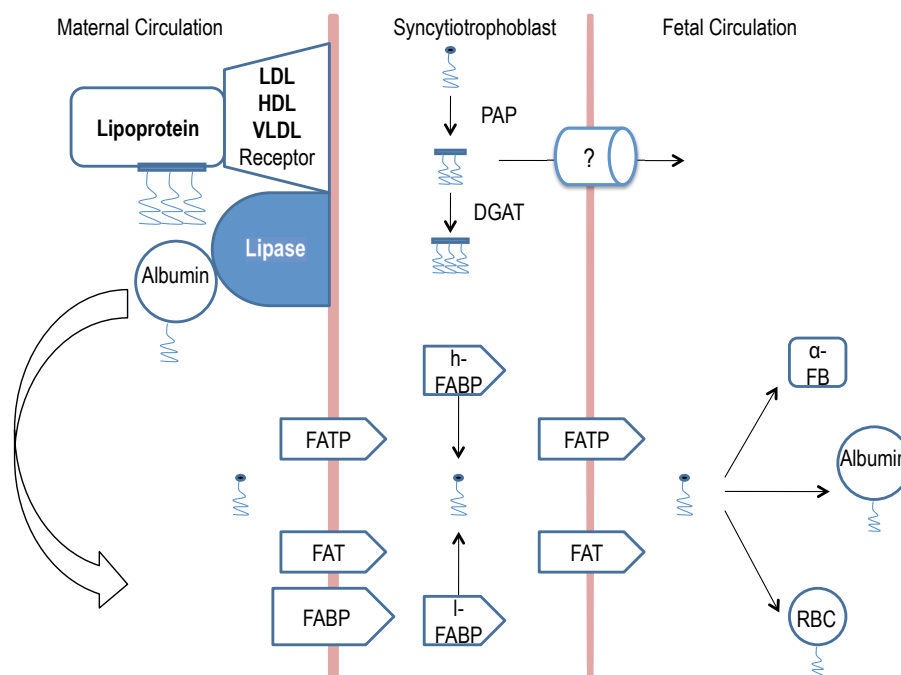 Maternal Circulation
Syncytiotrophoblast
Fetal Circulation
LDL
HDL
VLDL
Receptor
Lipoprotein
Lipase
Albumin
PAP
?
DGAT
h-
FABP
FATP
FATP
FAT
FAT
FABP
l-
FABP
α-
FB
Albumin
RBC